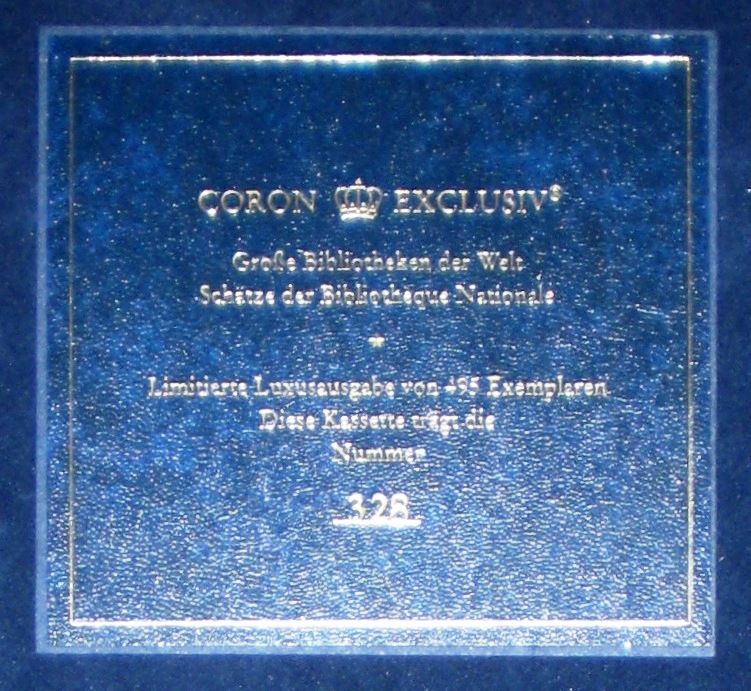 CORON EXCLUSIV®
Große Bibliotheken der Welt
Schätze der Bibliothèque Nationale
*
Limitierte Luxusausgabe von 495 Exemplaren
Diese Kassette trägt die
Nummer
328